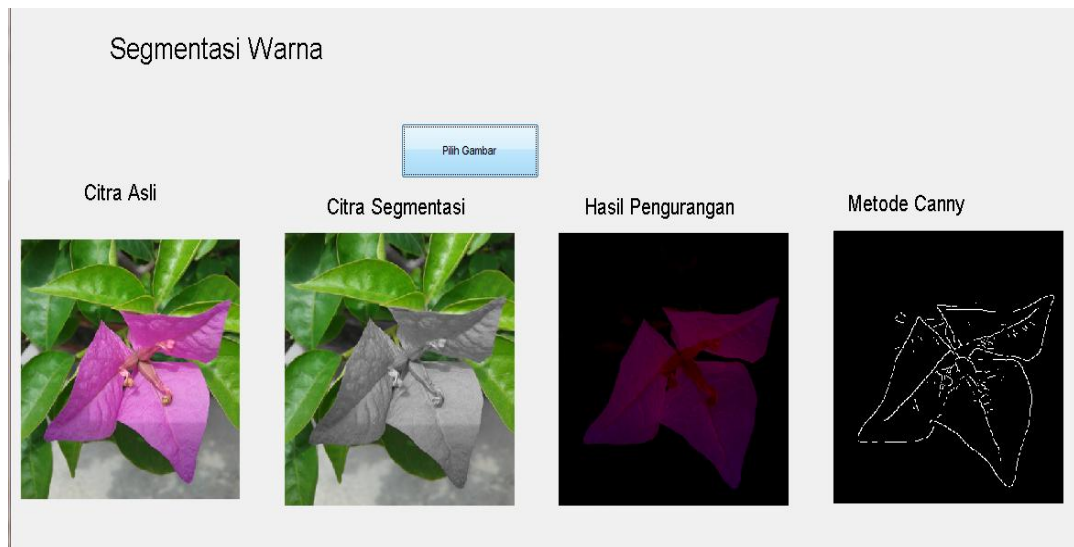 Segmentasi Warna
Pilih Gambar
Citra Asli
Citra Segmentasi
Hasil Pengurangan
Metode Canny